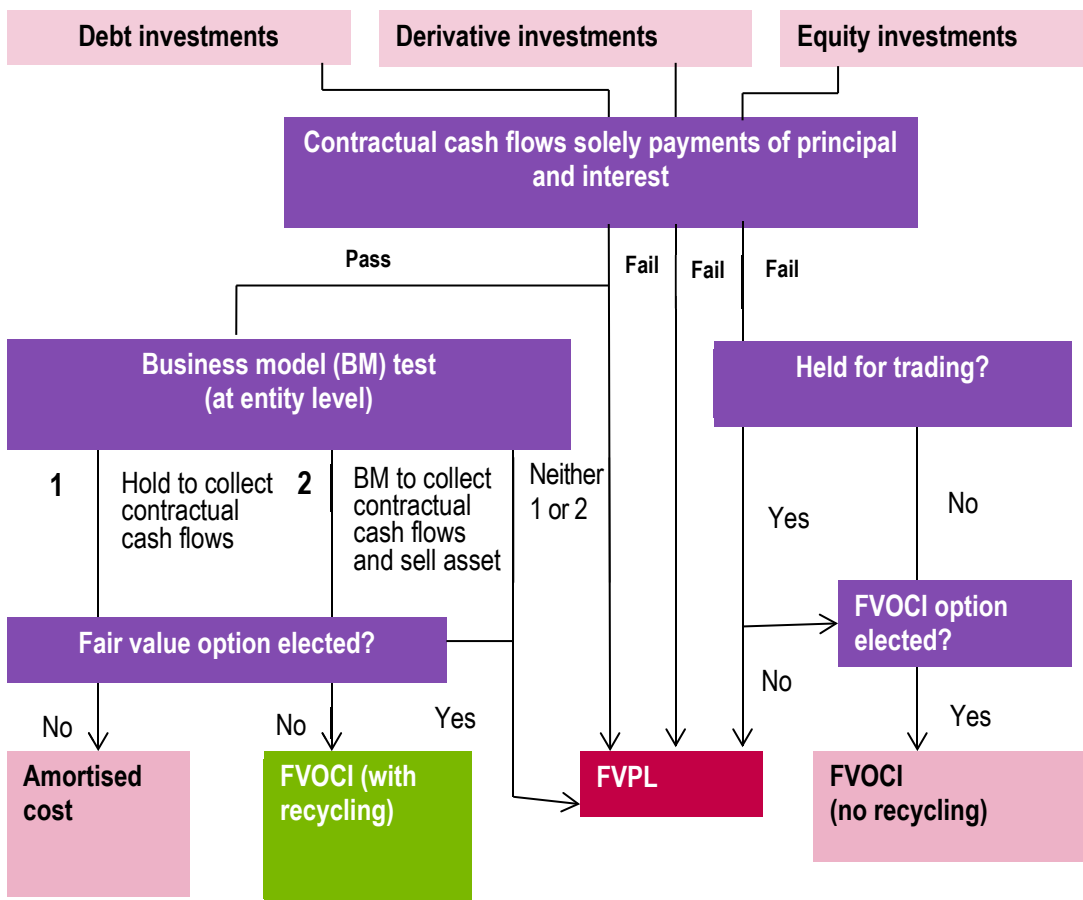 Debt investments
Derivative investments
Equity investments
Contractual cash flows solely payments of principal
and interest
Pass
Fail
Fail
Fail
Business model (BM) test
(at entity level)
Held for trading?
1
Hold to collect
contractual
cash flows
2
BM to collect
contractual
cash flows
and sell asset
Neither
1 or 2
Yes
No
Fair value option elected?
FVOCI option
elected?
No
No
Yes
No
Yes
Amortised
cost
FVOCI (with
recycling)
FVPL
FVOCI
(no recycling)